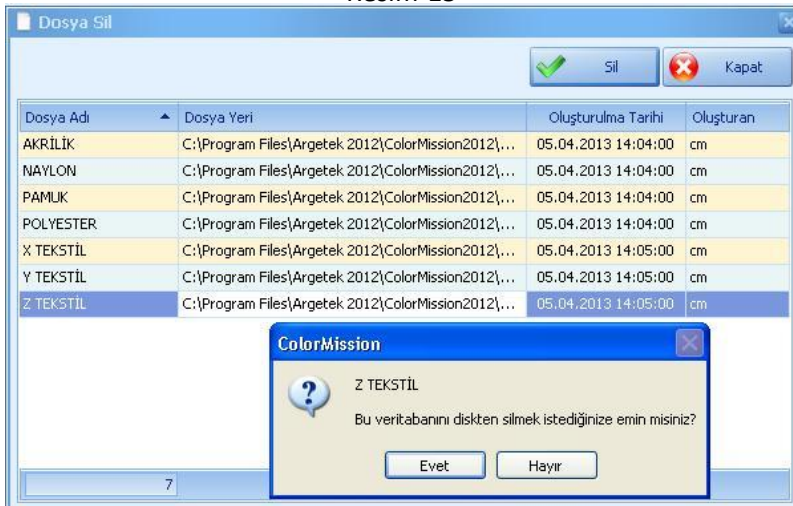 Dosya Sil
Sil Kapat
Dosya Adı Dosya Yeri Oluşturulma Tarihi Oluşturan
AKRİLİK C:\Program Files\Argetek 2012\ColorMission2012\... 05.04.2013 14:04:00 cm
NAYLON C:\Program Files\Argetek 2012\ColorMission2012\... 05.04.2013 14:04:00 cm
PAMUK C:\Program Files\Argetek 2012\ColorMission2012\... 05.04.2013 14:04:00 cm
POLYESTER C:\Program Files\Argetek 2012\ColorMission2012\... 05.04.2013 14:04:00 cm
X TEKSTİL C:\Program Files\Argetek 2012\ColorMission2012\... 05.04.2013 14:05:00 cm
Y TEKSTİL C:\Program Files\Argetek 2012\ColorMission2012\... 05.04.2013 14:05:00 cm
Z TEKSTİL C:\Program Files\Argetek 2012\ColorMission2012\... 05.04.2013 14:05:00 cm
ColorMission
Z TEKSTİL
Bu veritabanını diskten silmek istediğinize emin misiniz?
Evet Hayır
7